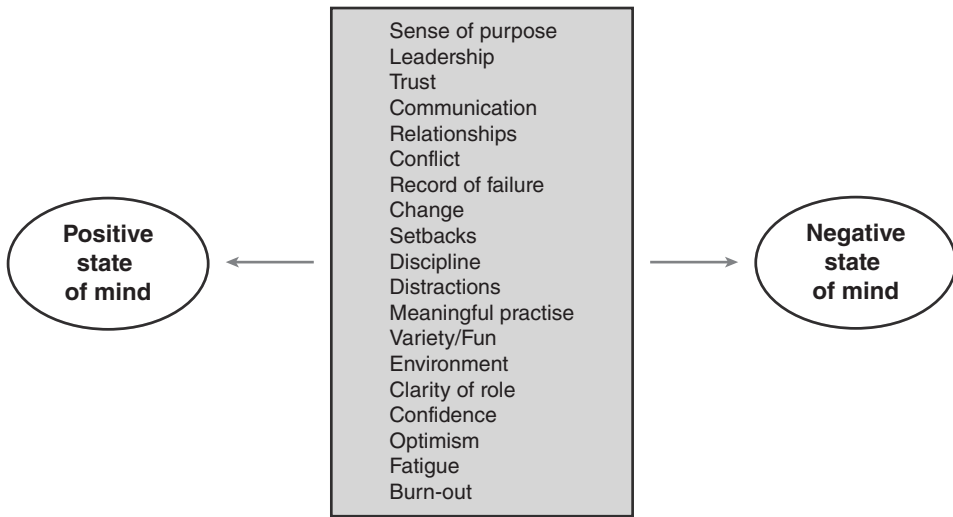 Sense of purpose
Leadership
Trust
Communication
Relationships
Conflict
Record of failure
Change
Setbacks
Discipline
Distractions
Meaningful practise
Variety/Fun
Environment
Clarity of role
Confidence
Optimism
Fatigue
Burn-out
Positive
state
of mind
Negative
state
of mind